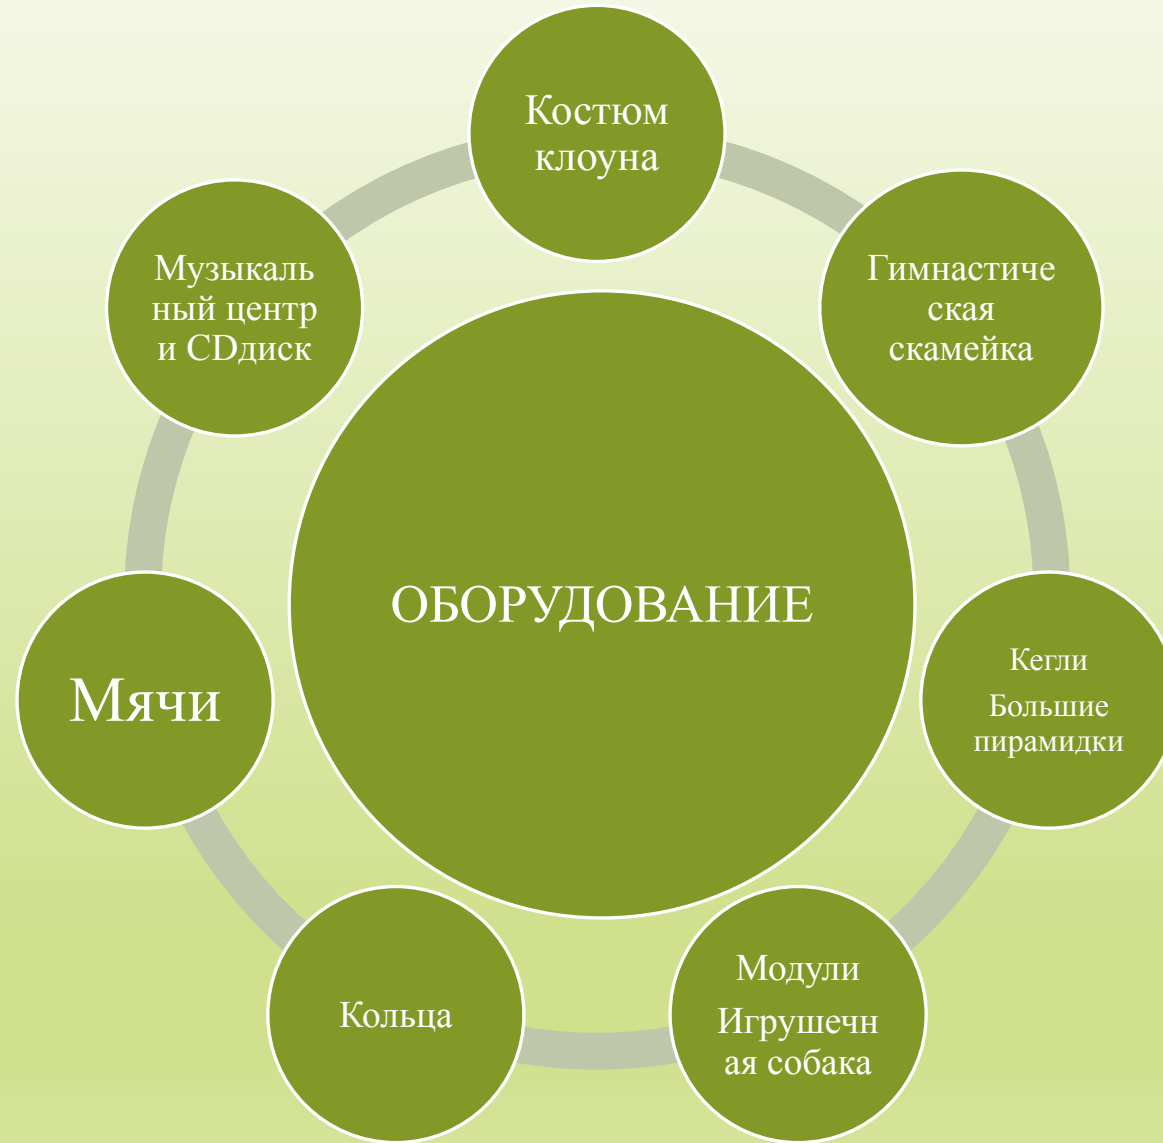 Костюм
клоуна
Гимнастиче
ская
скамейка
Кегли
Большие
пирамидки
Модули
Игрушечн
ая собака
Кольца
Мячи
Музыкаль
ный центр
и CDдиск
ОБОРУДОВАНИЕ